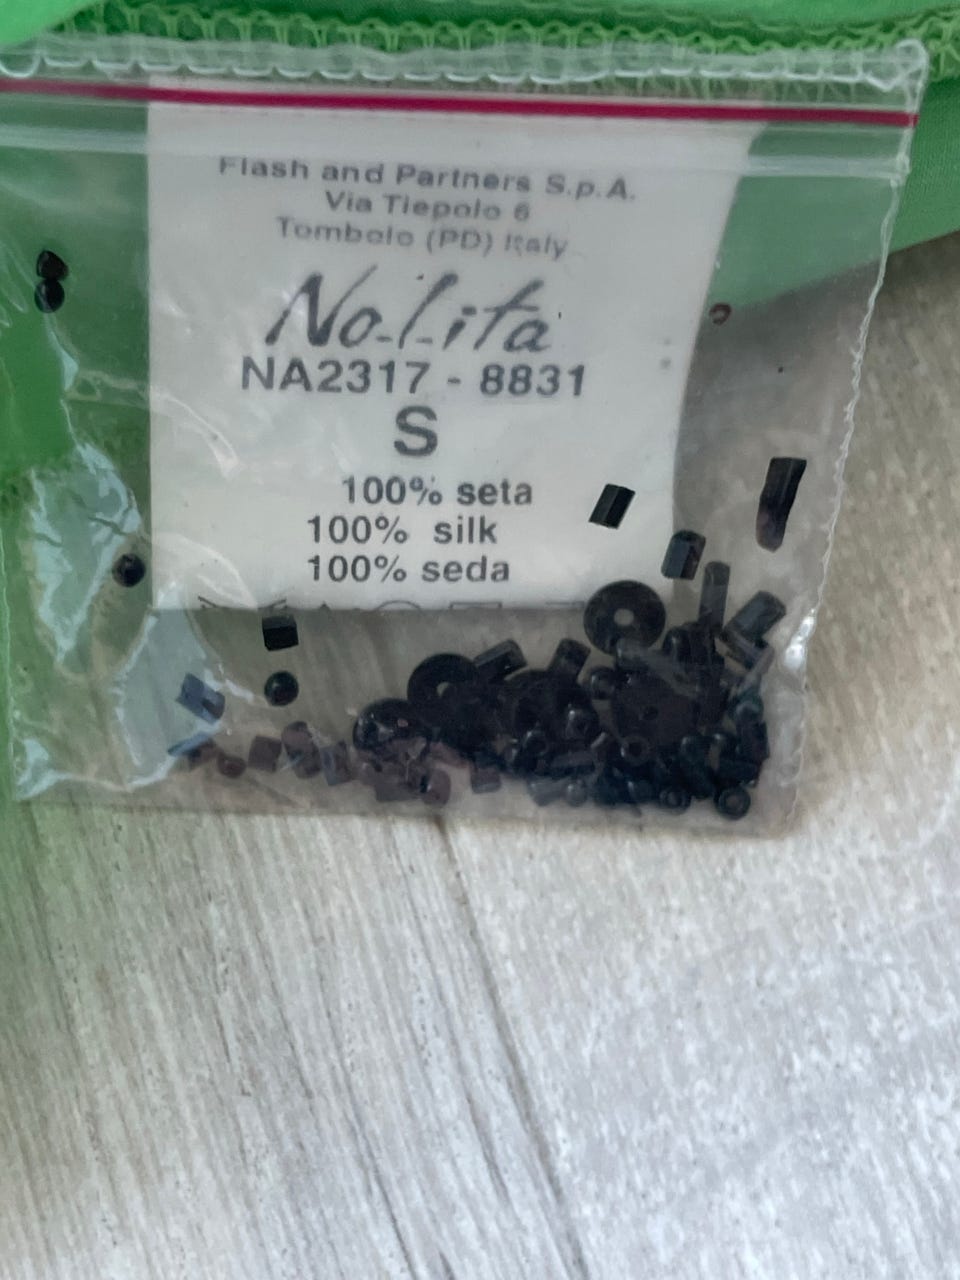 Flash and Partners S.p.A.
Via Tiepolo 6
Tombolo (PD) Italy
No.l.ita
NA2317 - 8831
S
100% seta
100% silk
100% seda